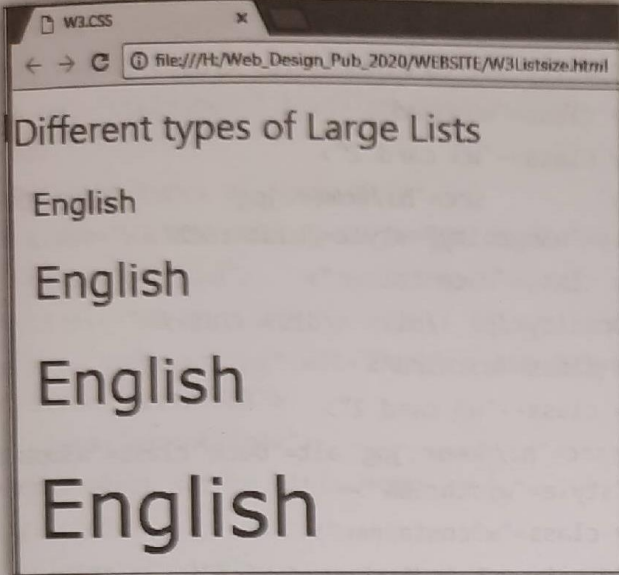 W3.CSS
file:///H:/Web_Design_Pub_2020/WEBSITE/W3Listsize.html
Different types of Large Lists
English
English
English
English